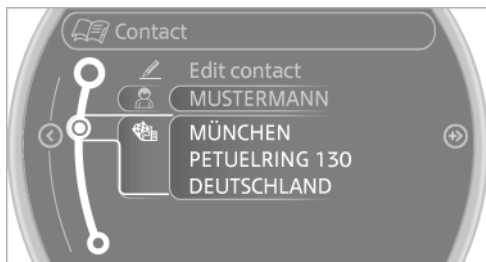 Contact
Edit contact
MUSTERMANN
MÜNCHEN
PETUELRING 130
DEUTSCHLAND